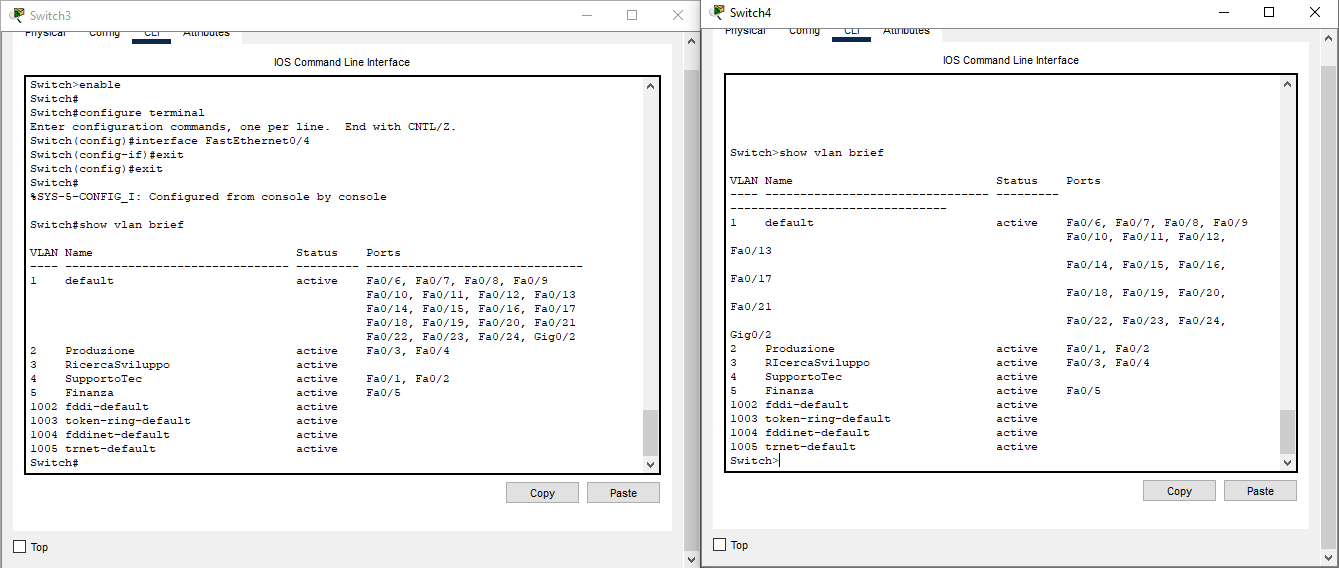 Switch3
Physical Config CLI Attributes
IOS Command Line Interface
Switch>enable
Switch#
Switch#configure terminal
Enter configuration commands, one per line.  End with CNTL/Z.
Switch(config)#interface FastEthernet0/4
Switch(config-if)#exit
Switch(config)#exit
Switch#
%SYS-5-CONFIG_I: Configured from console by console
Switch#show vlan brief
VLAN Name                             Status    Ports
---- -------------------------------- --------- -------------------------------
1    default                          active    Fa0/6, Fa0/7, Fa0/8, Fa0/9
                                                Fa0/10, Fa0/11, Fa0/12, Fa0/13
                                                Fa0/14, Fa0/15, Fa0/16, Fa0/17
                                                Fa0/18, Fa0/19, Fa0/20, Fa0/21
                                                Fa0/22, Fa0/23, Fa0/24, Gig0/2
2    Produzione                       active    Fa0/3, Fa0/4
3    RicercaSviluppo                  active
4    SupportoTec                      active    Fa0/1, Fa0/2
5    Finanza                          active    Fa0/5
1002 fddi-default                     active
1003 token-ring-default               active
1004 fddinet-default                  active
1005 trnet-default                    active
Switch#
Copy
Paste
Top
Switch4
Physical Config CLI Attributes
IOS Command Line Interface
Switch>show vlan brief
VLAN Name                             Status    Ports
---- -------------------------------- ---------
-------------------------------
1    default                          active    Fa0/6, Fa0/7, Fa0/8, Fa0/9
                                                Fa0/10, Fa0/11, Fa0/12,
Fa0/13
                                                Fa0/14, Fa0/15, Fa0/16,
Fa0/17
                                                Fa0/18, Fa0/19, Fa0/20,
Fa0/21
                                                Fa0/22, Fa0/23, Fa0/24,
Gig0/2
2    Produzione                       active    Fa0/1, Fa0/2
3    RIcercaSviluppo                  active    Fa0/3, Fa0/4
4    SupportoTec                      active
5    Finanza                          active    Fa0/5
1002 fddi-default                     active
1003 token-ring-default               active
1004 fddinet-default                  active
1005 trnet-default                    active
Switch>
Copy
Paste
Top